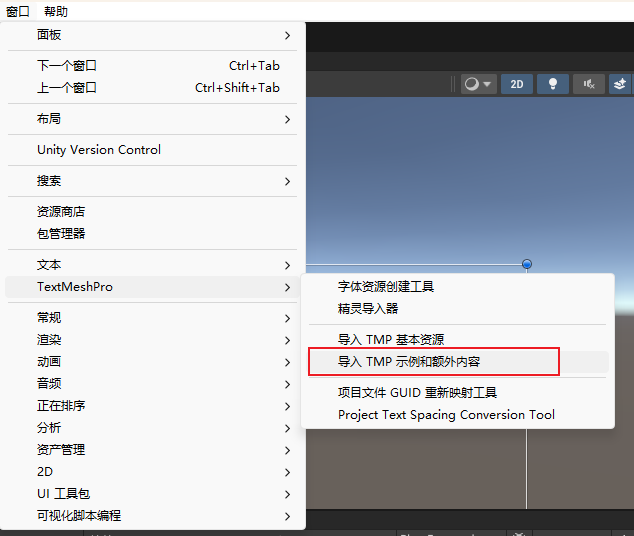 窗口 帮助
面板
下一个窗口 Ctrl+Tab
上一个窗口 Ctrl+Shift+Tab
布局
Unity Version Control
搜索
资源商店
包管理器
文本
TextMeshPro
常规
渲染
动画
音频
正在排序
分析
资产管理
2D
UI 工具包
可视化脚本编程
2D
字体资源创建工具
精灵导入器
导入 TMP 基本资源
导入 TMP 示例和额外内容
项目文件 GUID 重新映射工具
Project Text Spacing Conversion Tool